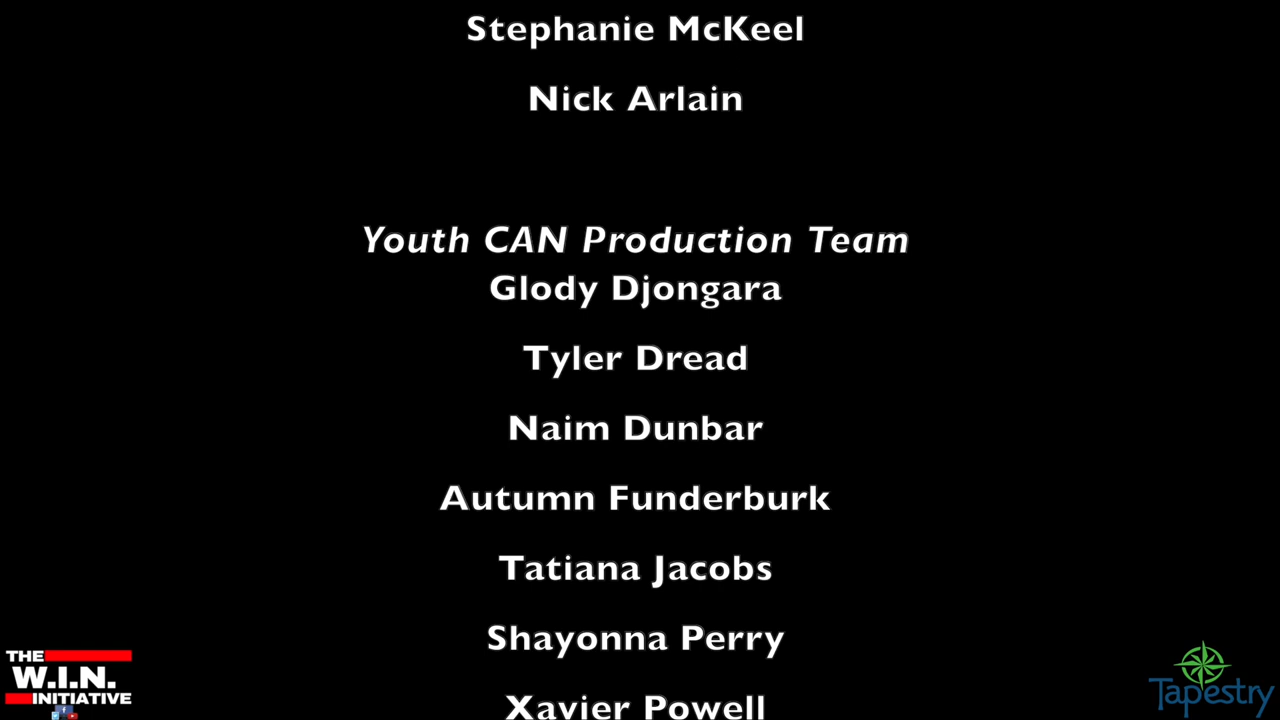 Stephanie McKeel
Nick Arlain
Youth CAN Production Team
Glody Djongara
Tyler Dread
Naim Dunbar
Autumn Funderburk
Tatiana Jacobs
Shayonna Perry
Xavier Powell
THE
W.I.N.
INITIATIVE
Tapestry